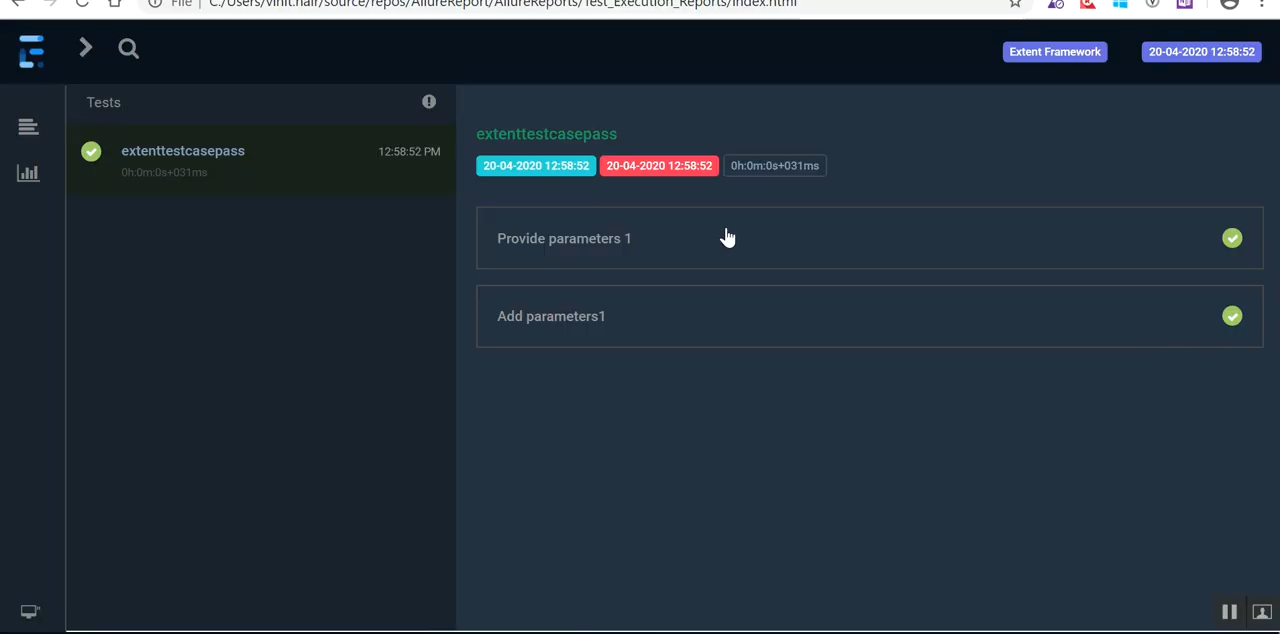 File | C:/Users/vinit.nair/source/repos/AllureReport/AllureReports/Test_Execution_Reports/index.html
Extent Framework 20-04-2020 12:58:52
Tests
extenttestcasepass 12:58:52 PM
0h:0m:0s+031ms
extenttestcasepass
20-04-2020 12:58:52 20-04-2020 12:58:52 0h:0m:0s+031ms
Provide parameters 1
Add parameters1